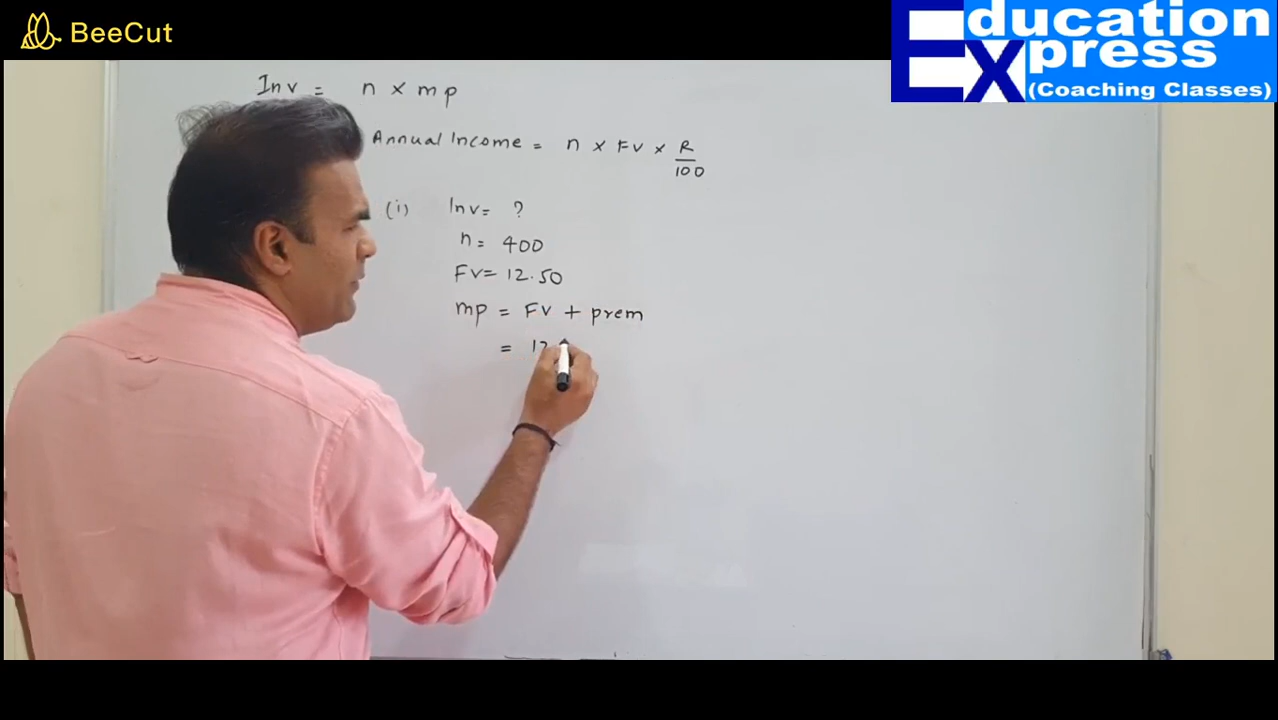 BeeCut
Education
Express
(Coaching Classes)
Inv = n × mp
Annual Income = n × Fv × R/100
(i) Inv = ?
n = 400
Fv = 12.50
mp = Fv + prem
= 12